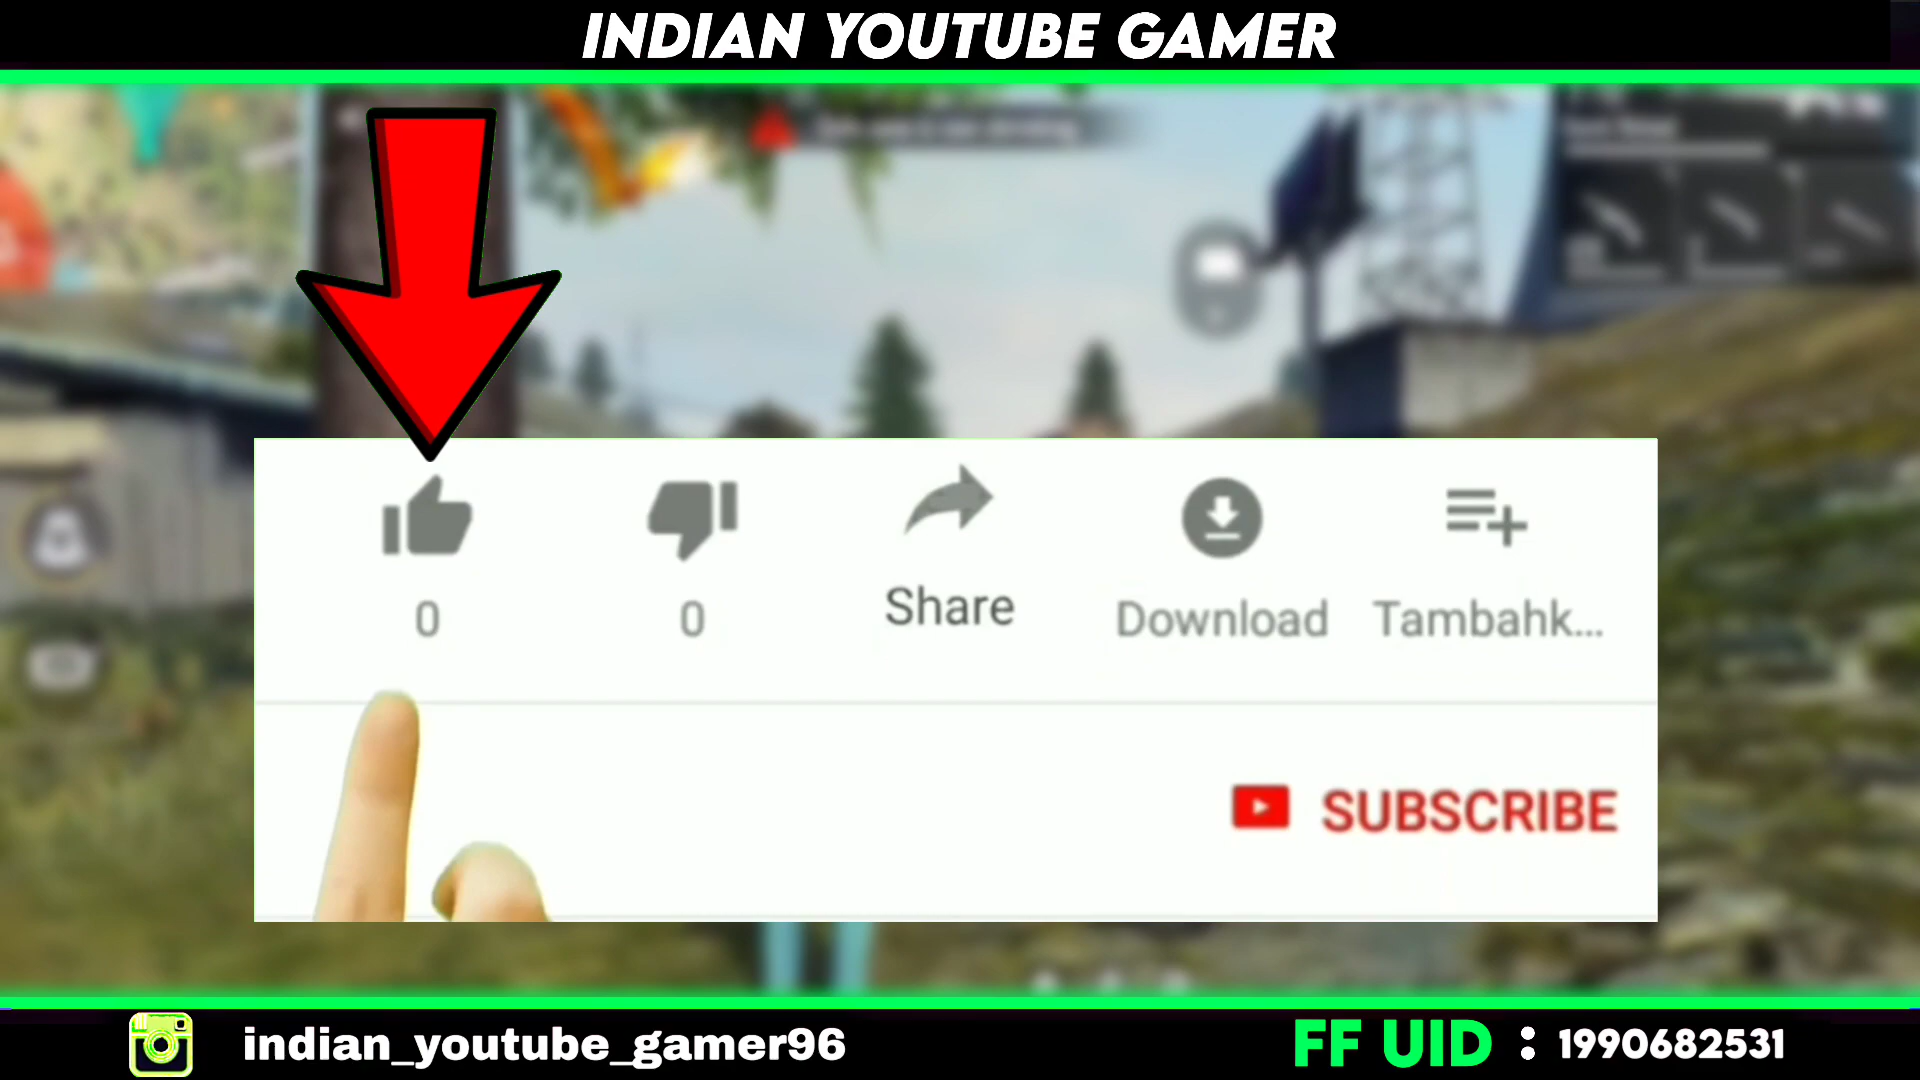 INDIAN YOUTUBE GAMER
0 0 Share Download Tambahk...
SUBSCRIBE
indian_youtube_gamer96 FF UID : 1990682531